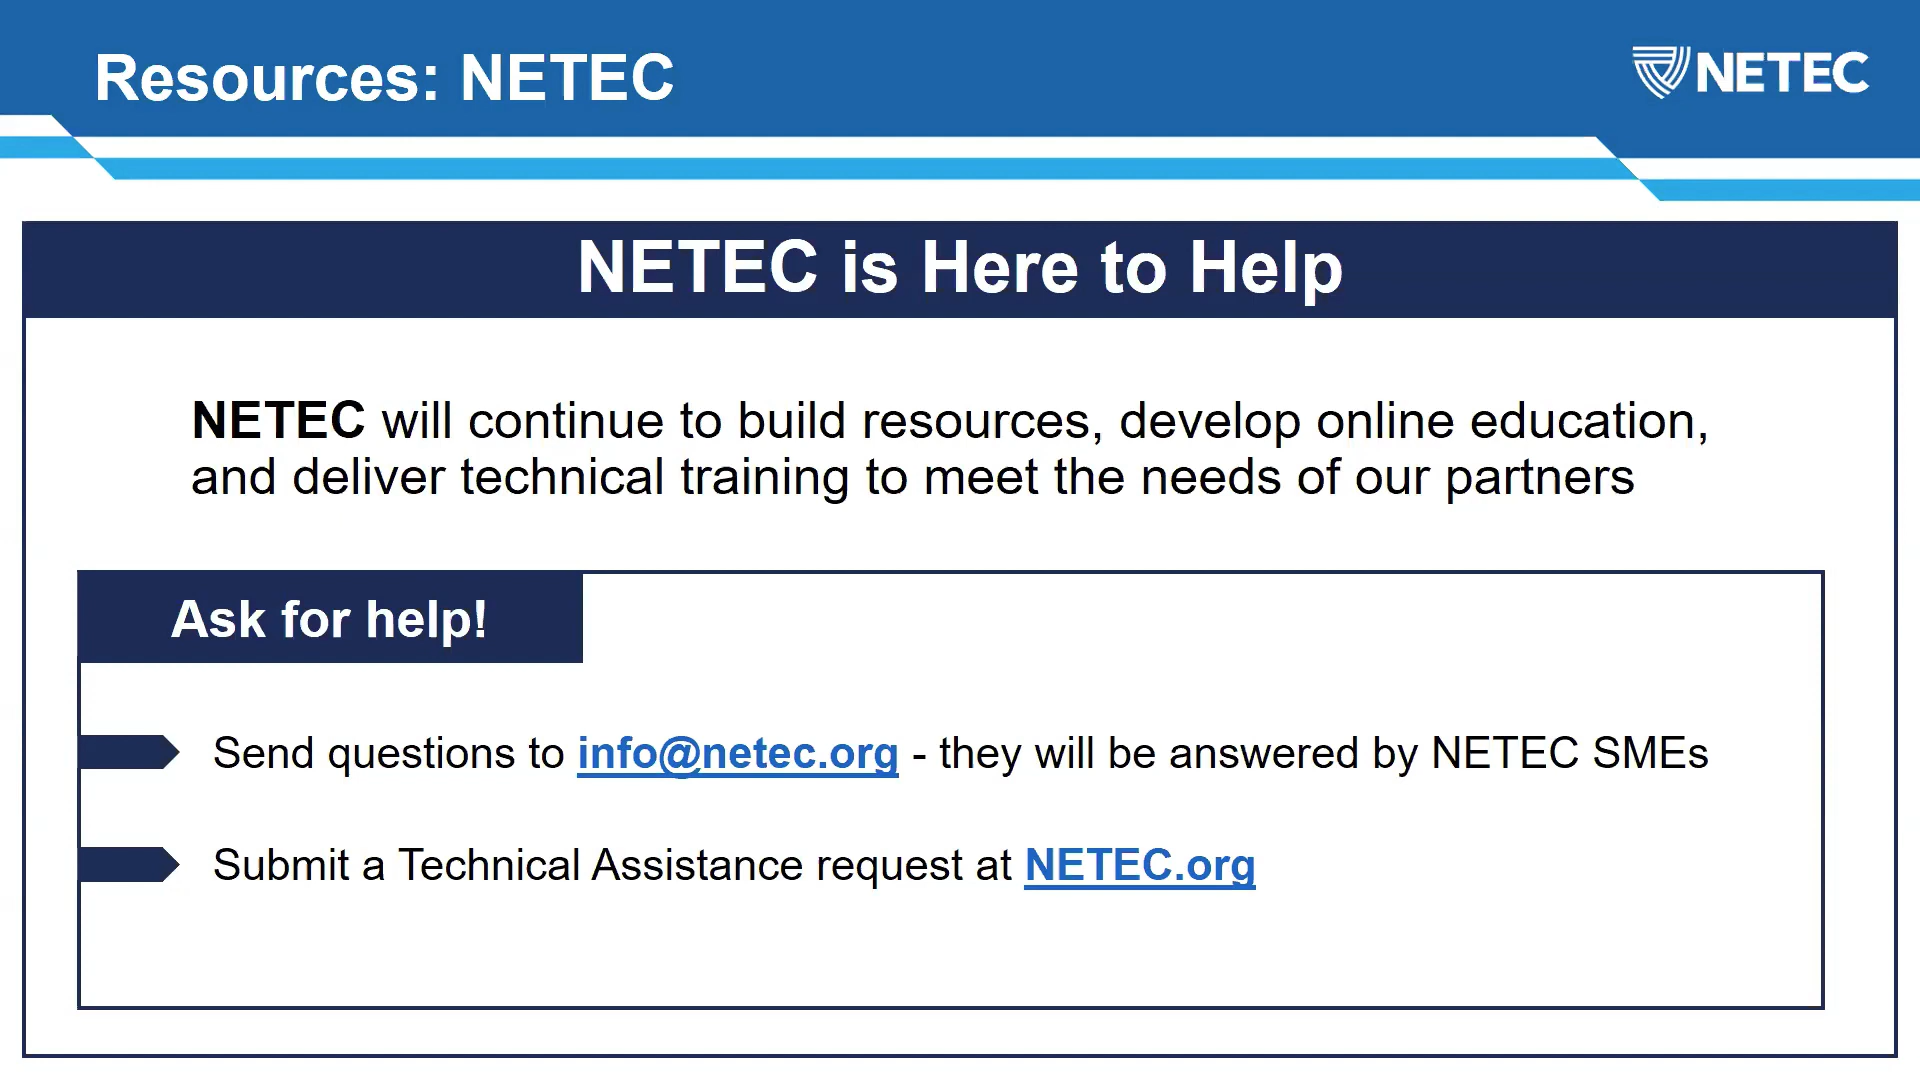 Resources: NETEC
NETEC
NETEC is Here to Help
NETEC will continue to build resources, develop online education,
and deliver technical training to meet the needs of our partners
Ask for help!
Send questions to info@netec.org - they will be answered by NETEC SMEs
Submit a Technical Assistance request at NETEC.org